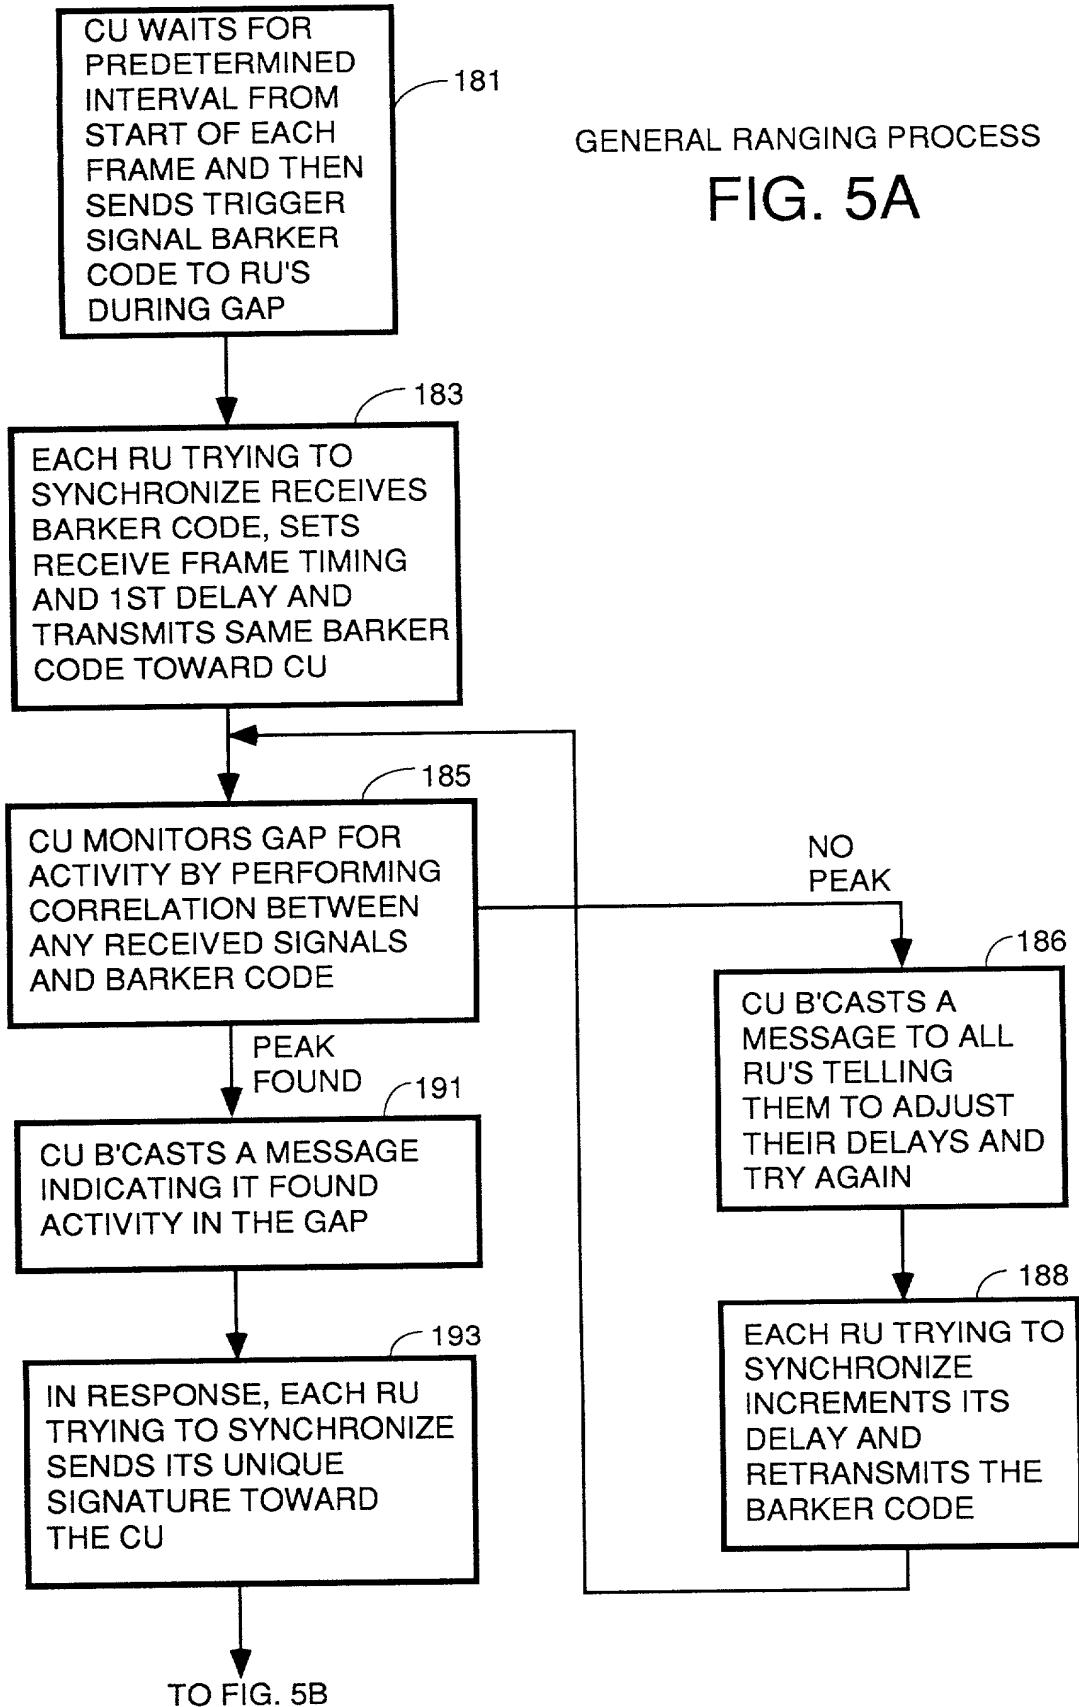 CU WAITS FOR
PREDETERMINED
INTERVAL FROM
START OF EACH
FRAME AND THEN
SENDS TRIGGER
SIGNAL BARKER
CODE TO RU'S
DURING GAP
181
GENERAL RANGING PROCESS
FIG. 5A
183
EACH RU TRYING TO
SYNCHRONIZE RECEIVES
BARKER CODE, SETS
RECEIVE FRAME TIMING
AND 1ST DELAY AND
TRANSMITS SAME BARKER
CODE TOWARD CU
185
CU MONITORS GAP FOR
ACTIVITY BY PERFORMING
CORRELATION BETWEEN
ANY RECEIVED SIGNALS
AND BARKER CODE
NO
PEAK
186
CU B'CASTS A
MESSAGE TO ALL
RU'S TELLING
THEM TO ADJUST
THEIR DELAYS AND
TRY AGAIN
PEAK
FOUND
191
CU B'CASTS A MESSAGE
INDICATING IT FOUND
ACTIVITY IN THE GAP
188
EACH RU TRYING TO
SYNCHRONIZE
INCREMENTS ITS
DELAY AND
RETRANSMITS THE
BARKER CODE
193
IN RESPONSE, EACH RU
TRYING TO SYNCHRONIZE
SENDS ITS UNIQUE
SIGNATURE TOWARD
THE CU
TO FIG. 5B